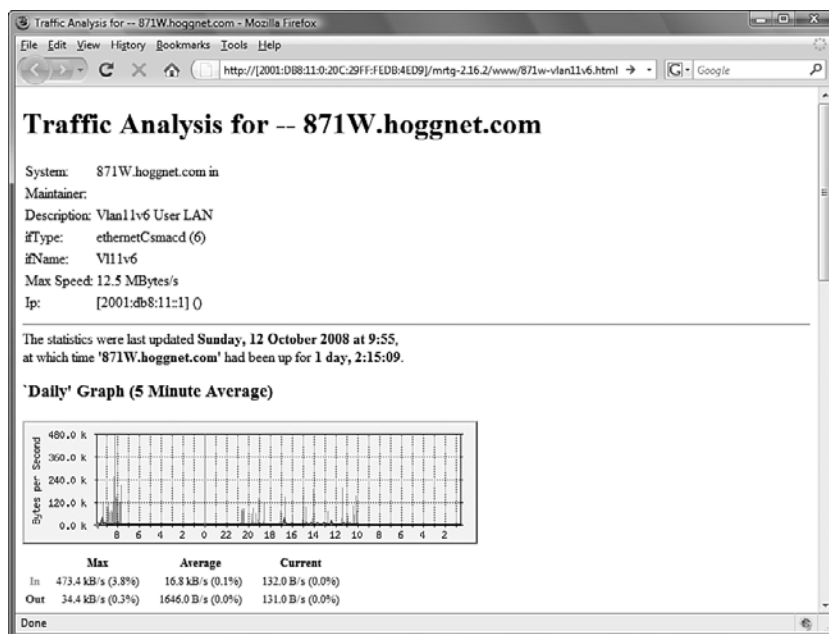 Traffic Analysis for -- 871W.hoggnet.com - Mozilla Firefox
File Edit View History Bookmarks Tools Help
http://[2001:DB8:11:0:20C:29FF:FEDB:4ED9]/mrtg-2.16.2/www/871w-vlan11v6.html
G Google
Traffic Analysis for -- 871W.hoggnet.com
System: 871W.hoggnet.com in
Maintainer:
Description: Vlan11v6 User LAN
ifType: ethernetCsmacd (6)
ifName: Vl11v6
Max Speed: 12.5 MBytes/s
Ip: [2001:db8:11::1] ()
The statistics were last updated Sunday, 12 October 2008 at 9:55,
at which time '871W.hoggnet.com' had been up for 1 day, 2:15:09.
`Daily' Graph (5 Minute Average)
Bytes per Second
480.0 k
360.0 k
240.0 k
120.0 k
0.0 k
8 6 4 2 0 22 20 18 16 14 12 10 8 6 4 2
Max Average Current
In 473.4 kB/s (3.8%) 16.8 kB/s (0.1%) 132.0 B/s (0.0%)
Out 34.4 kB/s (0.3%) 1646.0 B/s (0.0%) 131.0 B/s (0.0%)
Done